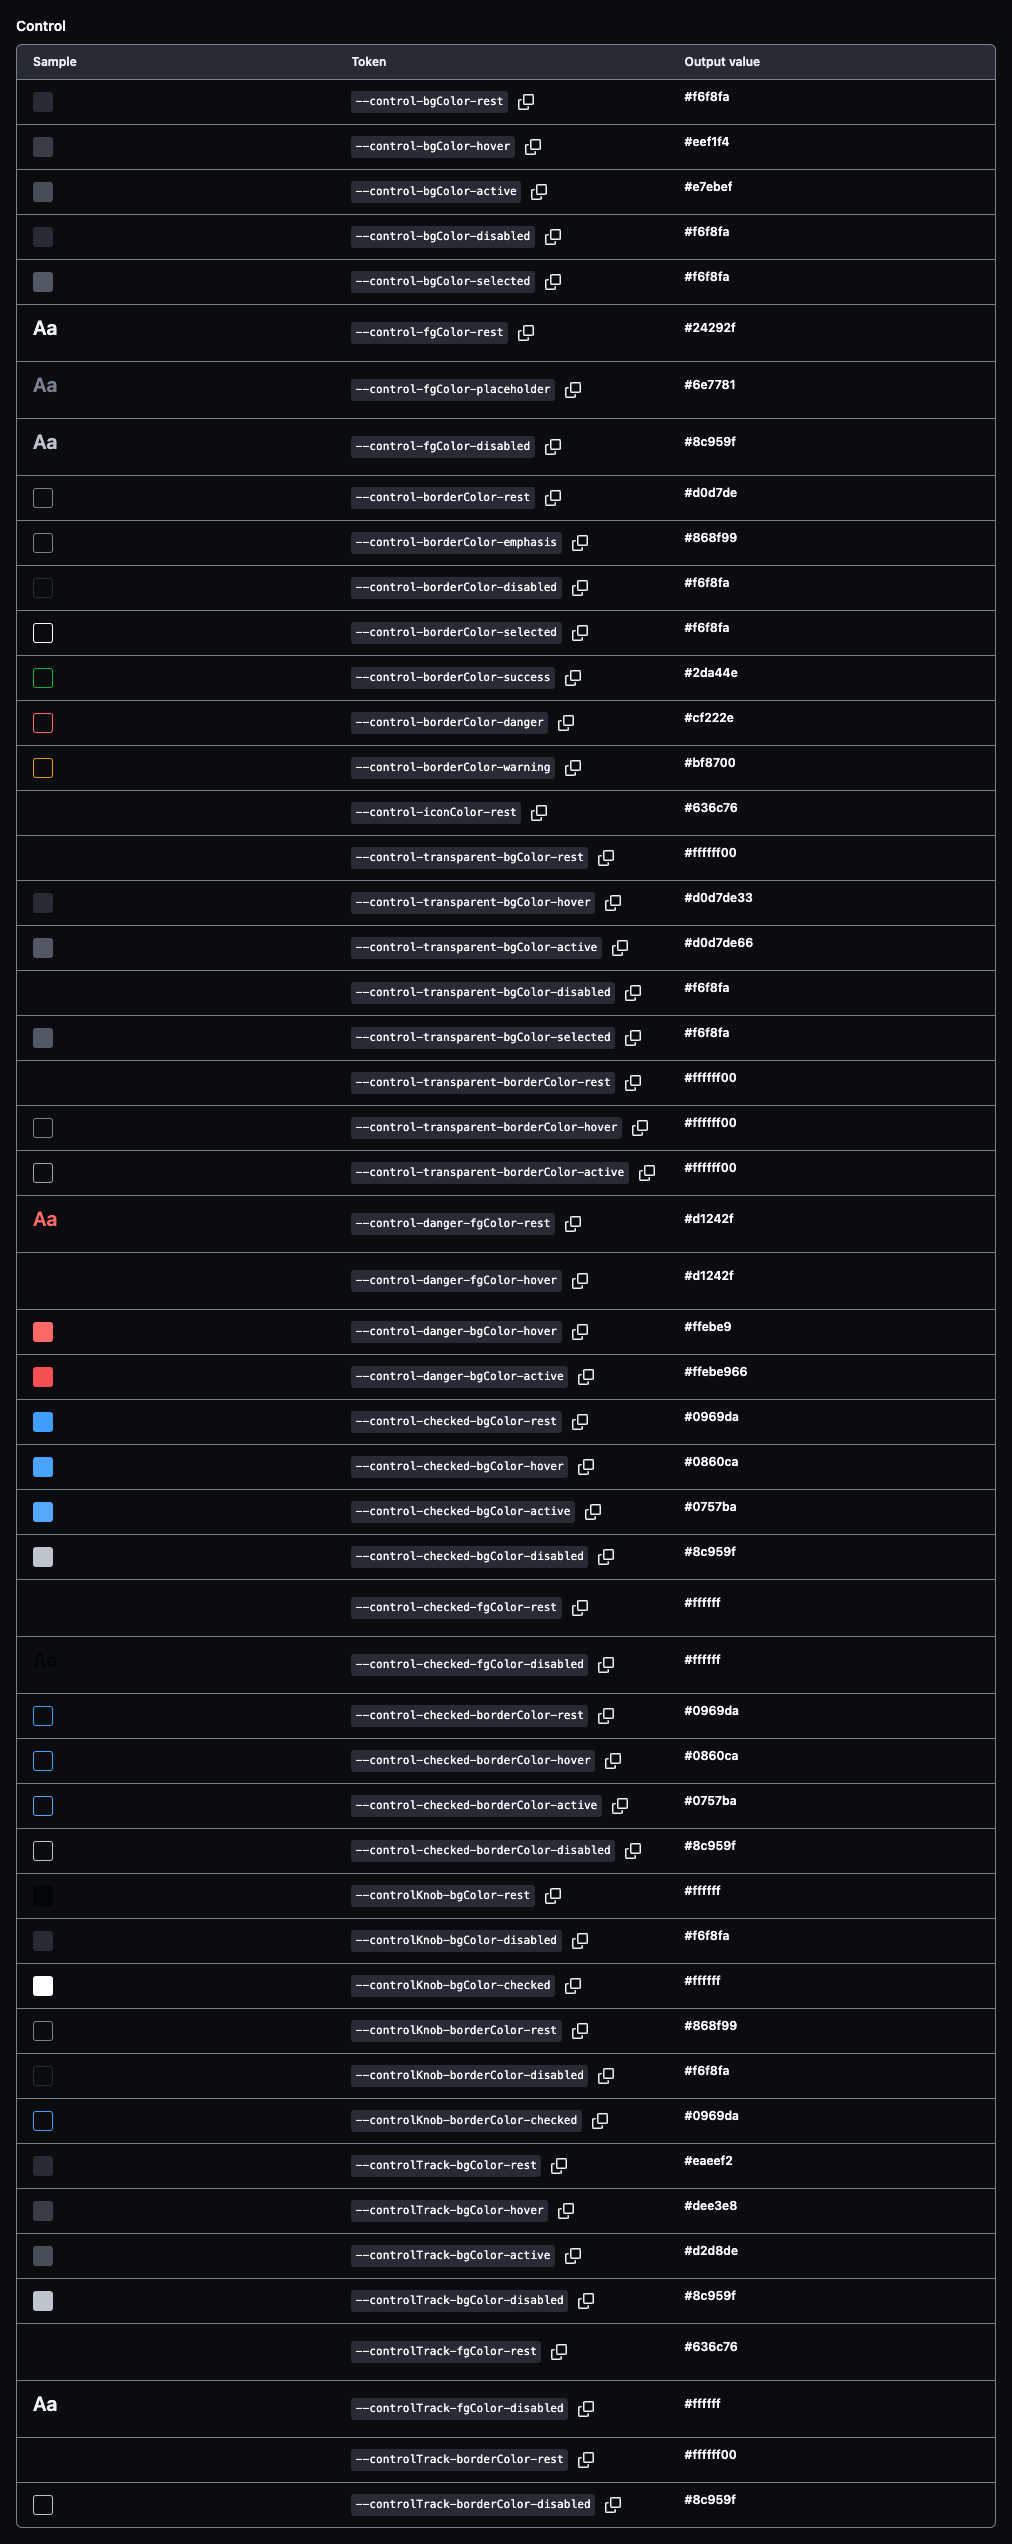 Control
Sample Token Output value
--control-bgColor-rest #f6f8fa
--control-bgColor-hover #eef1f4
--control-bgColor-active #e7ebef
--control-bgColor-disabled #f6f8fa
--control-bgColor-selected #f6f8fa
Aa --control-fgColor-rest #24292f
Aa --control-fgColor-placeholder #6e7781
Aa --control-fgColor-disabled #8c959f
--control-borderColor-rest #d0d7de
--control-borderColor-emphasis #868f99
--control-borderColor-disabled #f6f8fa
--control-borderColor-selected #f6f8fa
--control-borderColor-success #2da44e
--control-borderColor-danger #cf222e
--control-borderColor-warning #bf8700
--control-iconColor-rest #636c76
--control-transparent-bgColor-rest #ffffff00
--control-transparent-bgColor-hover #d0d7de33
--control-transparent-bgColor-active #d0d7de66
--control-transparent-bgColor-disabled #f6f8fa
--control-transparent-bgColor-selected #f6f8fa
--control-transparent-borderColor-rest #ffffff00
--control-transparent-borderColor-hover #ffffff00
--control-transparent-borderColor-active #ffffff00
Aa --control-danger-fgColor-rest #d1242f
--control-danger-fgColor-hover #d1242f
--control-danger-bgColor-hover #ffebe9
--control-danger-bgColor-active #ffebe966
--control-checked-bgColor-rest #0969da
--control-checked-bgColor-hover #0860ca
--control-checked-bgColor-active #0757ba
--control-checked-bgColor-disabled #8c959f
--control-checked-fgColor-rest #ffffff
Aa --control-checked-fgColor-disabled #ffffff
--control-checked-borderColor-rest #0969da
--control-checked-borderColor-hover #0860ca
--control-checked-borderColor-active #0757ba
--control-checked-borderColor-disabled #8c959f
--controlKnob-bgColor-rest #ffffff
--controlKnob-bgColor-disabled #f6f8fa
--controlKnob-bgColor-checked #ffffff
--controlKnob-borderColor-rest #868f99
--controlKnob-borderColor-disabled #f6f8fa
--controlKnob-borderColor-checked #0969da
--controlTrack-bgColor-rest #eaeef2
--controlTrack-bgColor-hover #dee3e8
--controlTrack-bgColor-active #d2d8de
--controlTrack-bgColor-disabled #8c959f
--controlTrack-fgColor-rest #636c76
Aa --controlTrack-fgColor-disabled #ffffff
--controlTrack-borderColor-rest #ffffff00
--controlTrack-borderColor-disabled #8c959f